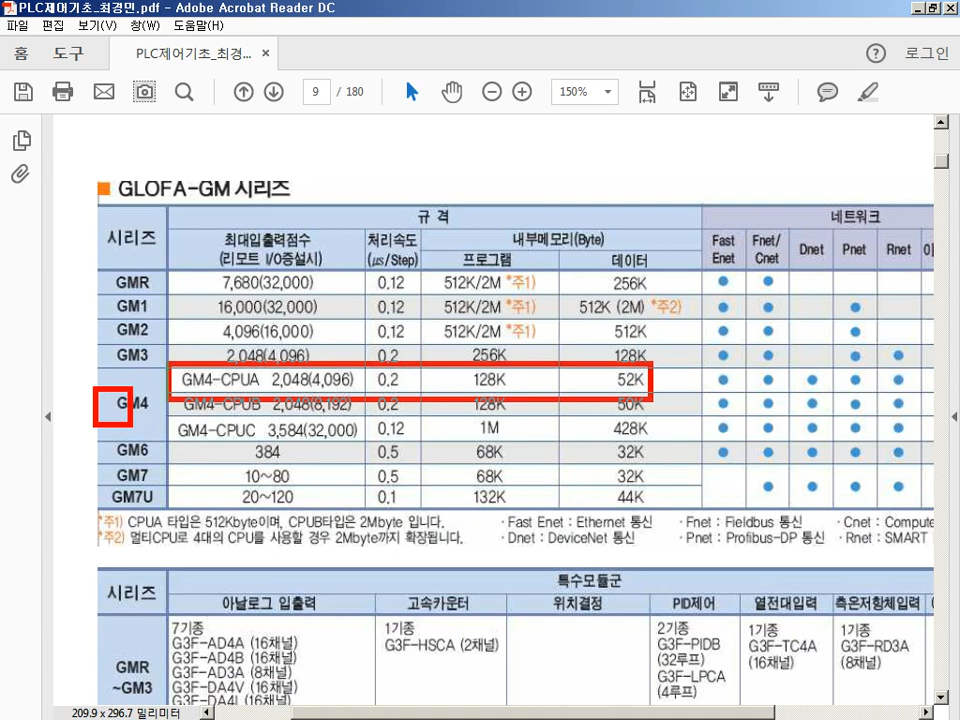 PLC제어기초_최경민.pdf - Adobe Acrobat Reader DC
파일 편집 보기(V) 창(W) 도움말(H)
홈 도구 PLC제어기초_최경... × ? 로그인
9 / 180 150%
GLOFA-GM 시리즈
시리즈 규 격 네트워크
최대입출력점수 (리모트 I/O증설시) 처리속도 (㎲/Step) 내부메모리(Byte) Fast Enet Fnet/ Cnet Dnet Pnet Rnet
프로그램 데이터
GMR 7,680(32,000) 0.12 512K/2M *주1) 256K ● ●
GM1 16,000(32,000) 0.12 512K/2M *주1) 512K (2M) *주2) ● ● ●
GM2 4,096(16,000) 0.12 512K/2M *주1) 512K ● ● ●
GM3 2,048(4,096) 0.2 256K 128K ● ● ● ●
GM4 GM4-CPUA 2,048(4,096) 0.2 128K 52K ● ● ● ● ●
GM4-CPUB 2,048(8,192) 0.2 128K 50K ● ● ● ● ●
GM4-CPUC 3,584(32,000) 0.12 1M 428K ● ● ● ● ●
GM6 384 0.5 68K 32K ● ● ● ● ●
GM7 10~80 0.5 68K 32K
GM7U 20~120 0.1 132K 44K ● ● ● ●
*주1) CPUA 타입은 512Kbyte이며, CPUB타입은 2Mbyte 입니다. · Fast Enet : Ethernet 통신 · Fnet : Fieldbus 통신 · Cnet : Compute
*주2) 멀티CPU로 4대의 CPU를 사용할 경우 2Mbyte까지 확장됩니다. · Dnet : DeviceNet 통신 · Pnet : Profibus-DP 통신 · Rnet : SMART
시리즈 특수모듈군
아날로그 입출력 고속카운터 위치결정 PID제어 열전대입력 측온저항체입력
GMR ~GM3
7기종 1기종 2기종 1기종 1기종
G3F-AD4A (16채널) G3F-HSCA (2채널) G3F-PIDB G3F-TC4A G3F-RD3A
G3F-AD4B (16채널) (32루프) (16채널) (8채널)
G3F-AD3A (8채널) G3F-LPCA
G3F-DA4V (16채널) (4루프)
G3F-DA4I (16채널)
209.9 x 296.7 밀리미터